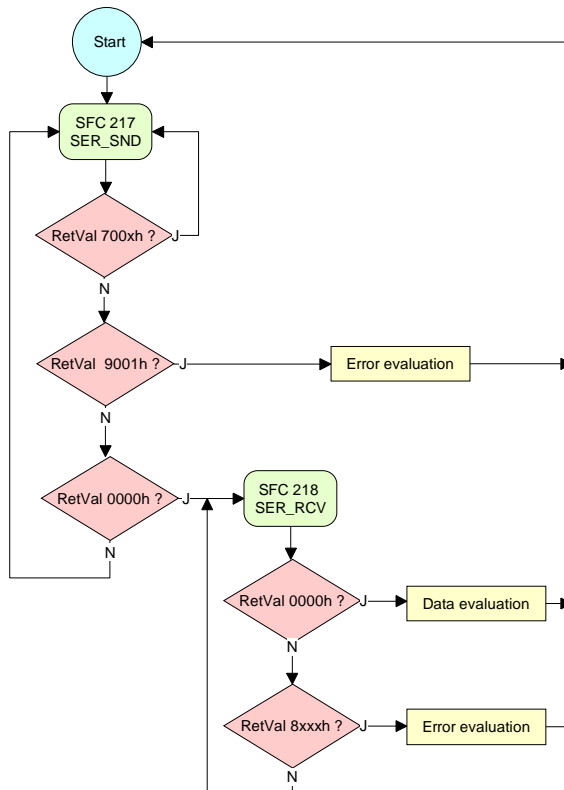 Start
SFC 217
SER_SND
RetVal 700xh ?
J
N
RetVal 9001h ?
J
Error evaluation
N
RetVal 0000h ?
J
SFC 218
SER_RCV
N
RetVal 0000h ?
J
Data evaluation
N
RetVal 8xxxh ?
J
Error evaluation
N